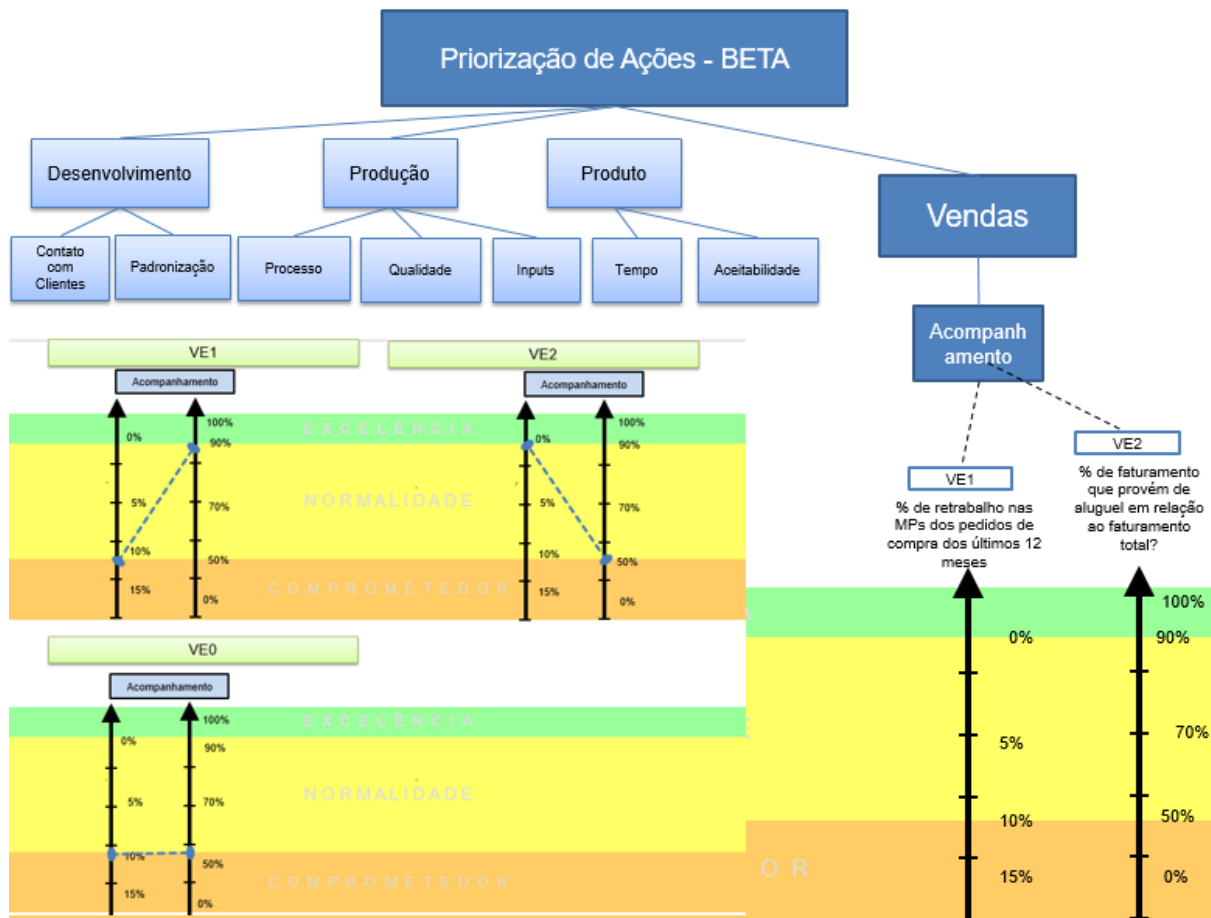 Priorização de Ações - BETA
Desenvolvimento
Produção
Produto
Vendas
Contato
com
Clientes
Padronização
Processo
Qualidade
Inputs
Tempo
Aceitabilidade
Acompanh
amento
VE1
Acompanhamento
0%
5%
10%
15%
100%
90%
70%
50%
0%
VE2
Acompanhamento
0%
5%
10%
15%
100%
90%
70%
50%
0%
EXCELÊNCIA
NORMALIDADE
COMPROMETEDOR
VE0
Acompanhamento
0%
5%
10%
15%
100%
90%
70%
50%
0%
EXCELÊNCIA
NORMALIDADE
COMPROMETEDOR
VE1
% de retrabalho nas
MPs dos pedidos de
compra dos últimos 12
meses
0%
5%
10%
15%
VE2
% de faturamento
que provém de
aluguel em relação
ao faturamento
total?
100%
90%
70%
50%
0%
A
E
O R